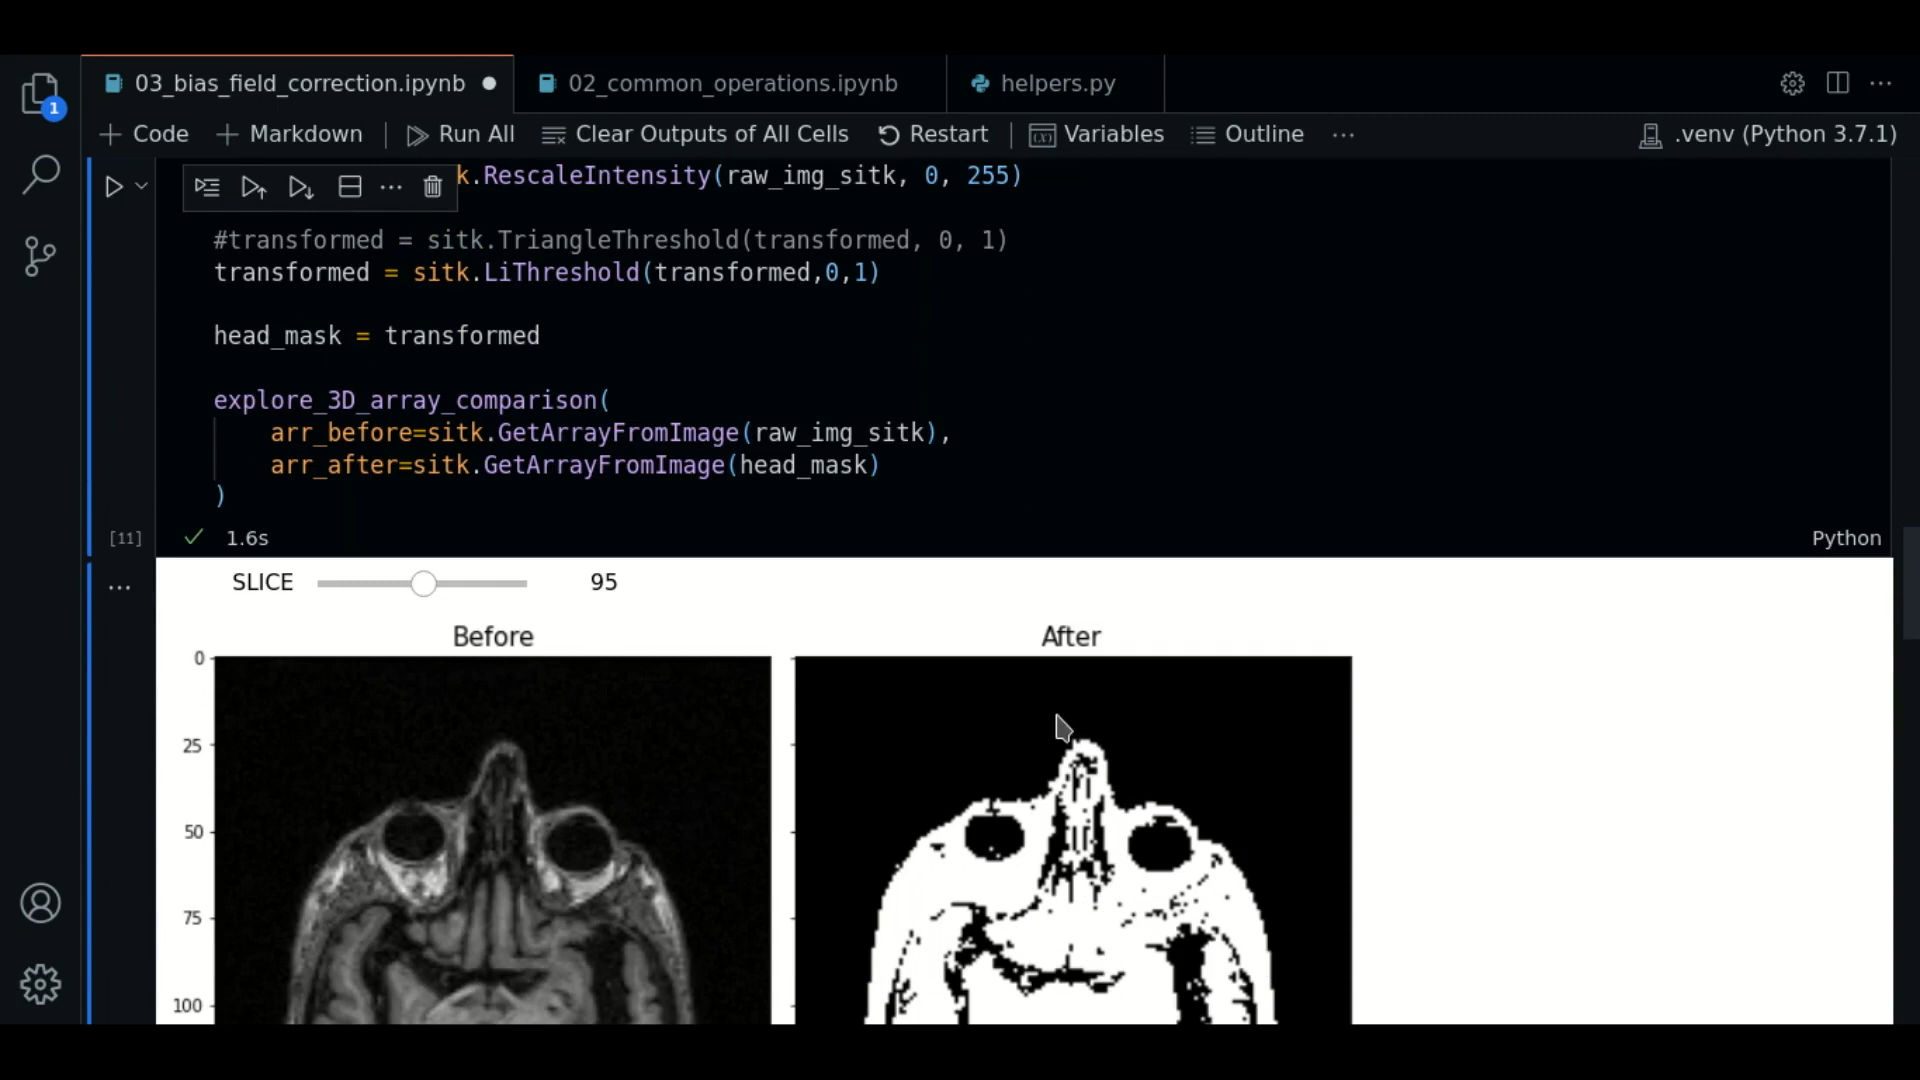 03_bias_field_correction.ipynb
02_common_operations.ipynb
helpers.py
1
Code
Markdown
Run All
Clear Outputs of All Cells
Restart
Variables
Outline
.venv (Python 3.7.1)
k.RescaleIntensity(raw_img_sitk, 0, 255)
#transformed = sitk.TriangleThreshold(transformed, 0, 1)
transformed = sitk.LiThreshold(transformed,0,1)
head_mask = transformed
explore_3D_array_comparison(
arr_before=sitk.GetArrayFromImage(raw_img_sitk),
arr_after=sitk.GetArrayFromImage(head_mask)
)
[11]
1.6s
Python
SLICE
95
Before
After
0
25
50
75
100